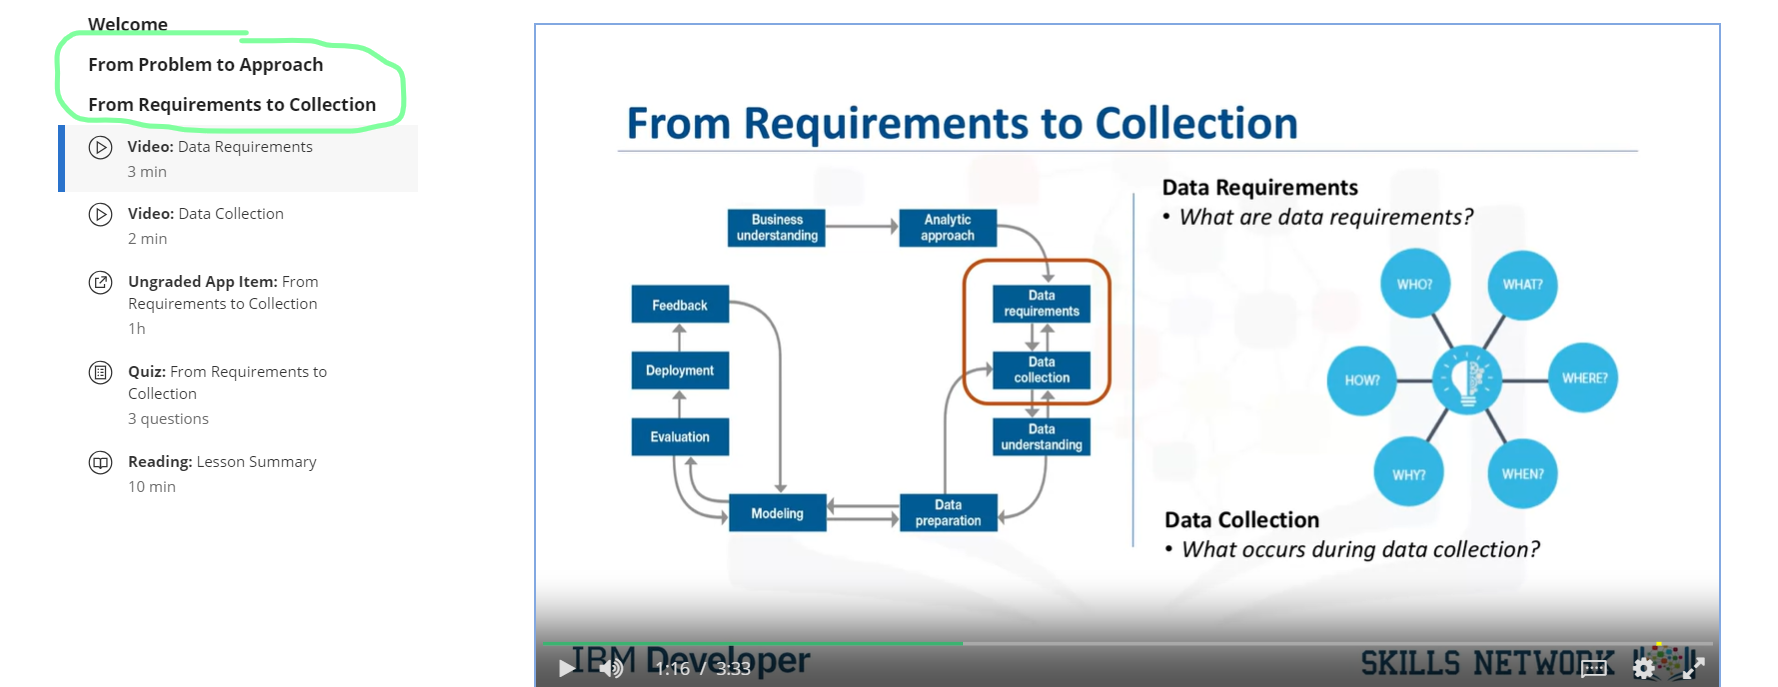 Welcome
From Problem to Approach
From Requirements to Collection
Video: Data Requirements
3 min
Video: Data Collection
2 min
Ungraded App Item: From
Requirements to Collection
1h
Quiz: From Requirements to
Collection
3 questions
Reading: Lesson Summary
10 min
From Requirements to Collection
Business
understanding
Analytic
approach
Feedback
Data
requirements
Deployment
Data
collection
Evaluation
Data
understanding
Modeling
Data
preparation
Data Requirements
• What are data requirements?
WHO?
WHAT?
HOW?
WHERE?
WHY?
WHEN?
Data Collection
• What occurs during data collection?
IBM Developer
SKILLS NETWORK
1:16 / 3:33